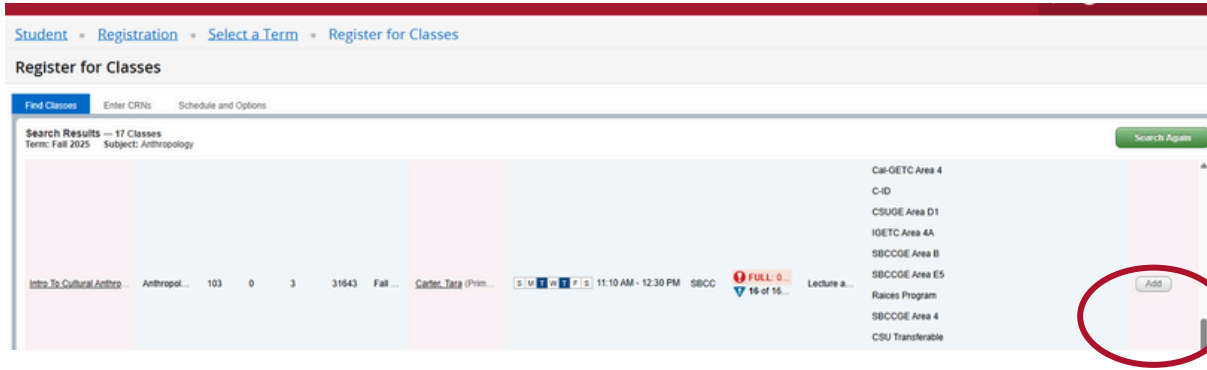 Student • Registration • Select a Term • Register for Classes
Register for Classes
Find Classes Enter CRNs Schedule and Options
Search Results — 17 Classes
Term: Fall 2025 Subject: Anthropology
Search Again
Intro To Cultural Anthro... Anthropol... 103 0 3 31643 Fall ... Carter, Tara (Prim... S M T W T F S 11:10 AM - 12:30 PM SBCC FULL: 0... Lecture a...
16 of 16...
Cal-GETC Area 4
C-ID
CSUGE Area D1
IGETC Area 4A
SBCCGE Area B
SBCCGE Area E5
Raices Program
SBCCGE Area 4
CSU Transferable
Add